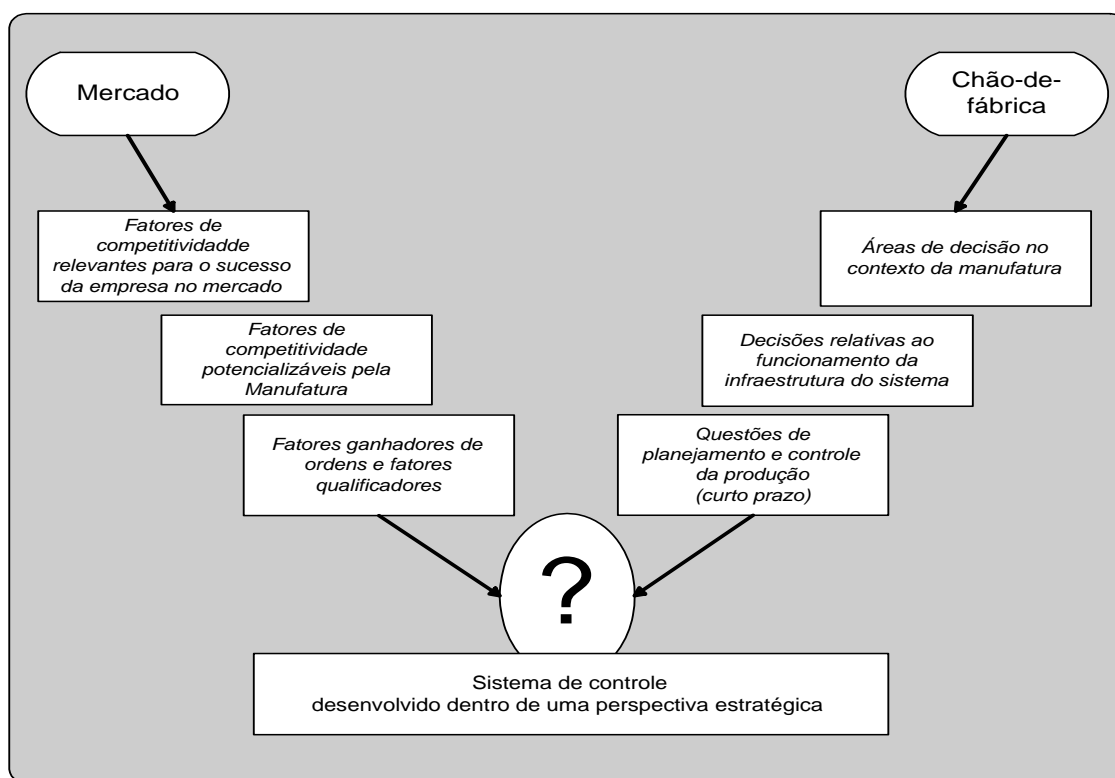 Mercado
Chão-de-
fábrica
Fatores de
competitividadde
relevantes para o sucesso
da empresa no mercado
Áreas de decisão no
contexto da manufatura
Fatores de
competitividade
potencializáveis pela
Manufatura
Decisões relativas ao
funcionamento da
infraestrutura do sistema
Fatores ganhadores de
ordens e fatores
qualificadores
Questões de
planejamento e controle
da produção
(curto prazo)
?
Sistema de controle
desenvolvido dentro de uma perspectiva estratégica